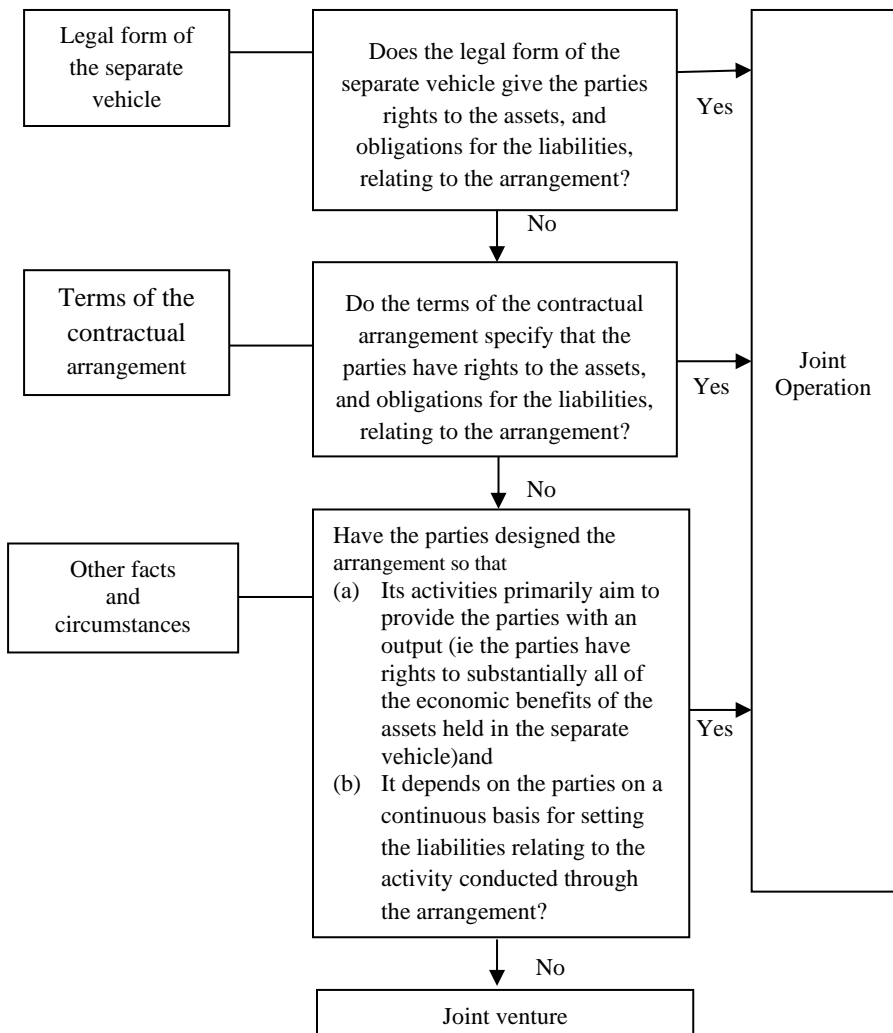 Legal form of
the separate
vehicle
Does the legal form of the
separate vehicle give the parties
rights to the assets, and
obligations for the liabilities,
relating to the arrangement?
Yes
No
Terms of the
contractual
arrangement
Do the terms of the contractual
arrangement specify that the
parties have rights to the assets,
and obligations for the liabilities,
relating to the arrangement?
Yes
Joint
Operation
No
Other facts
and
circumstances
Have the parties designed the
arrangement so that
(a) Its activities primarily aim to
provide the parties with an
output (ie the parties have
rights to substantially all of
the economic benefits of the
assets held in the separate
vehicle)and
(b) It depends on the parties on a
continuous basis for setting
the liabilities relating to the
activity conducted through
the arrangement?
Yes
No
Joint venture